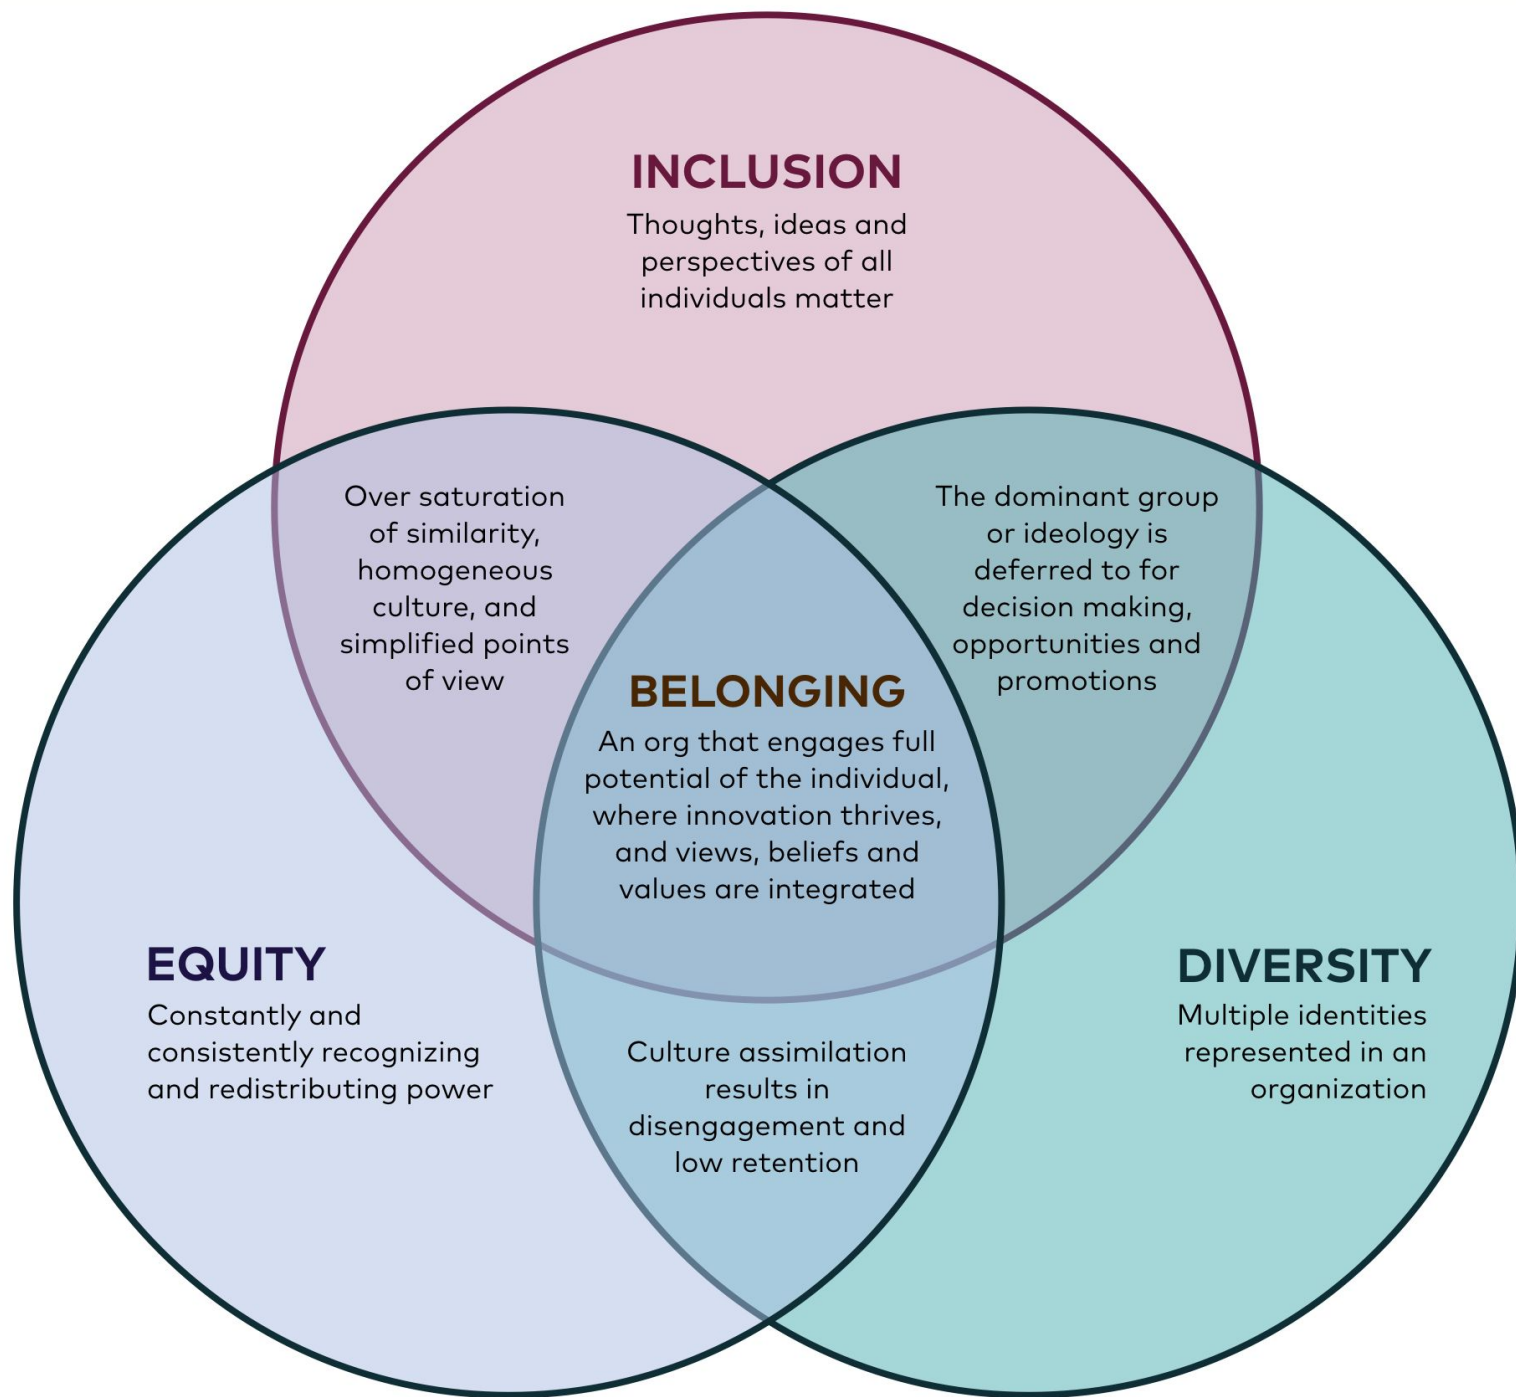 INCLUSION
Thoughts, ideas and
perspectives of all
individuals matter
Over saturation
of similarity,
homogeneous
culture, and
simplified points
of view
The dominant group
or ideology is
deferred to for
decision making,
opportunities and
promotions
BELONGING
An org that engages full
potential of the individual,
where innovation thrives,
and views, beliefs and
values are integrated
EQUITY
Constantly and
consistently recognizing
and redistributing power
DIVERSITY
Multiple identities
represented in an
organization
Culture assimilation
results in
disengagement and
low retention